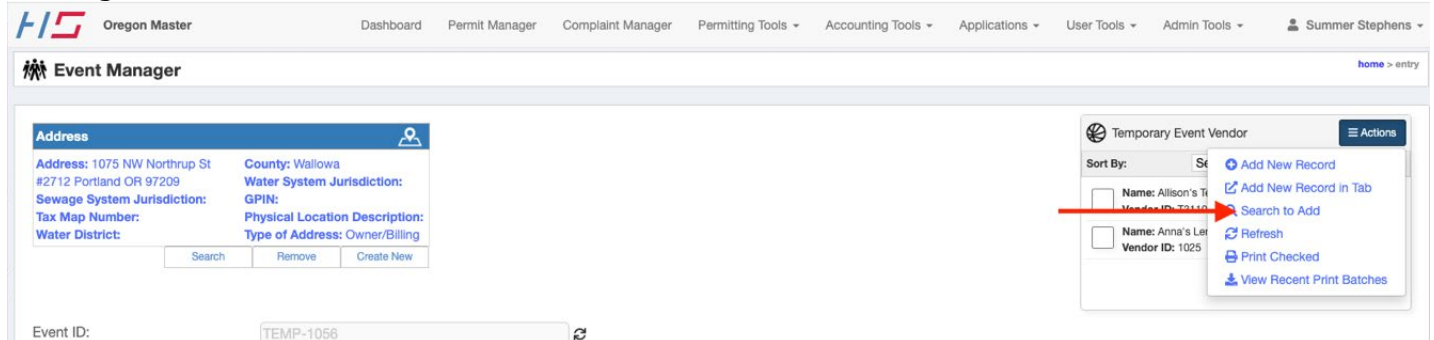 HS Oregon Master Dashboard Permit Manager Complaint Manager Permitting Tools Accounting Tools Applications User Tools Admin Tools Summer Stephens
Event Manager home > entry
Address
Address: 1075 NW Northrup St
#2712 Portland OR 97209
Sewage System Jurisdiction:
Tax Map Number:
Water District:
County: Wallowa
Water System Jurisdiction:
GPIN:
Physical Location Description:
Type of Address: Owner/Billing
Search Remove Create New
Temporary Event Vendor Actions
Sort By:
Name: Allison's
Vendor ID:
Name: Anna's
Vendor ID: 1025
Add New Record
Add New Record in Tab
Search to Add
Refresh
Print Checked
View Recent Print Batches
Event ID: TEMP-1056